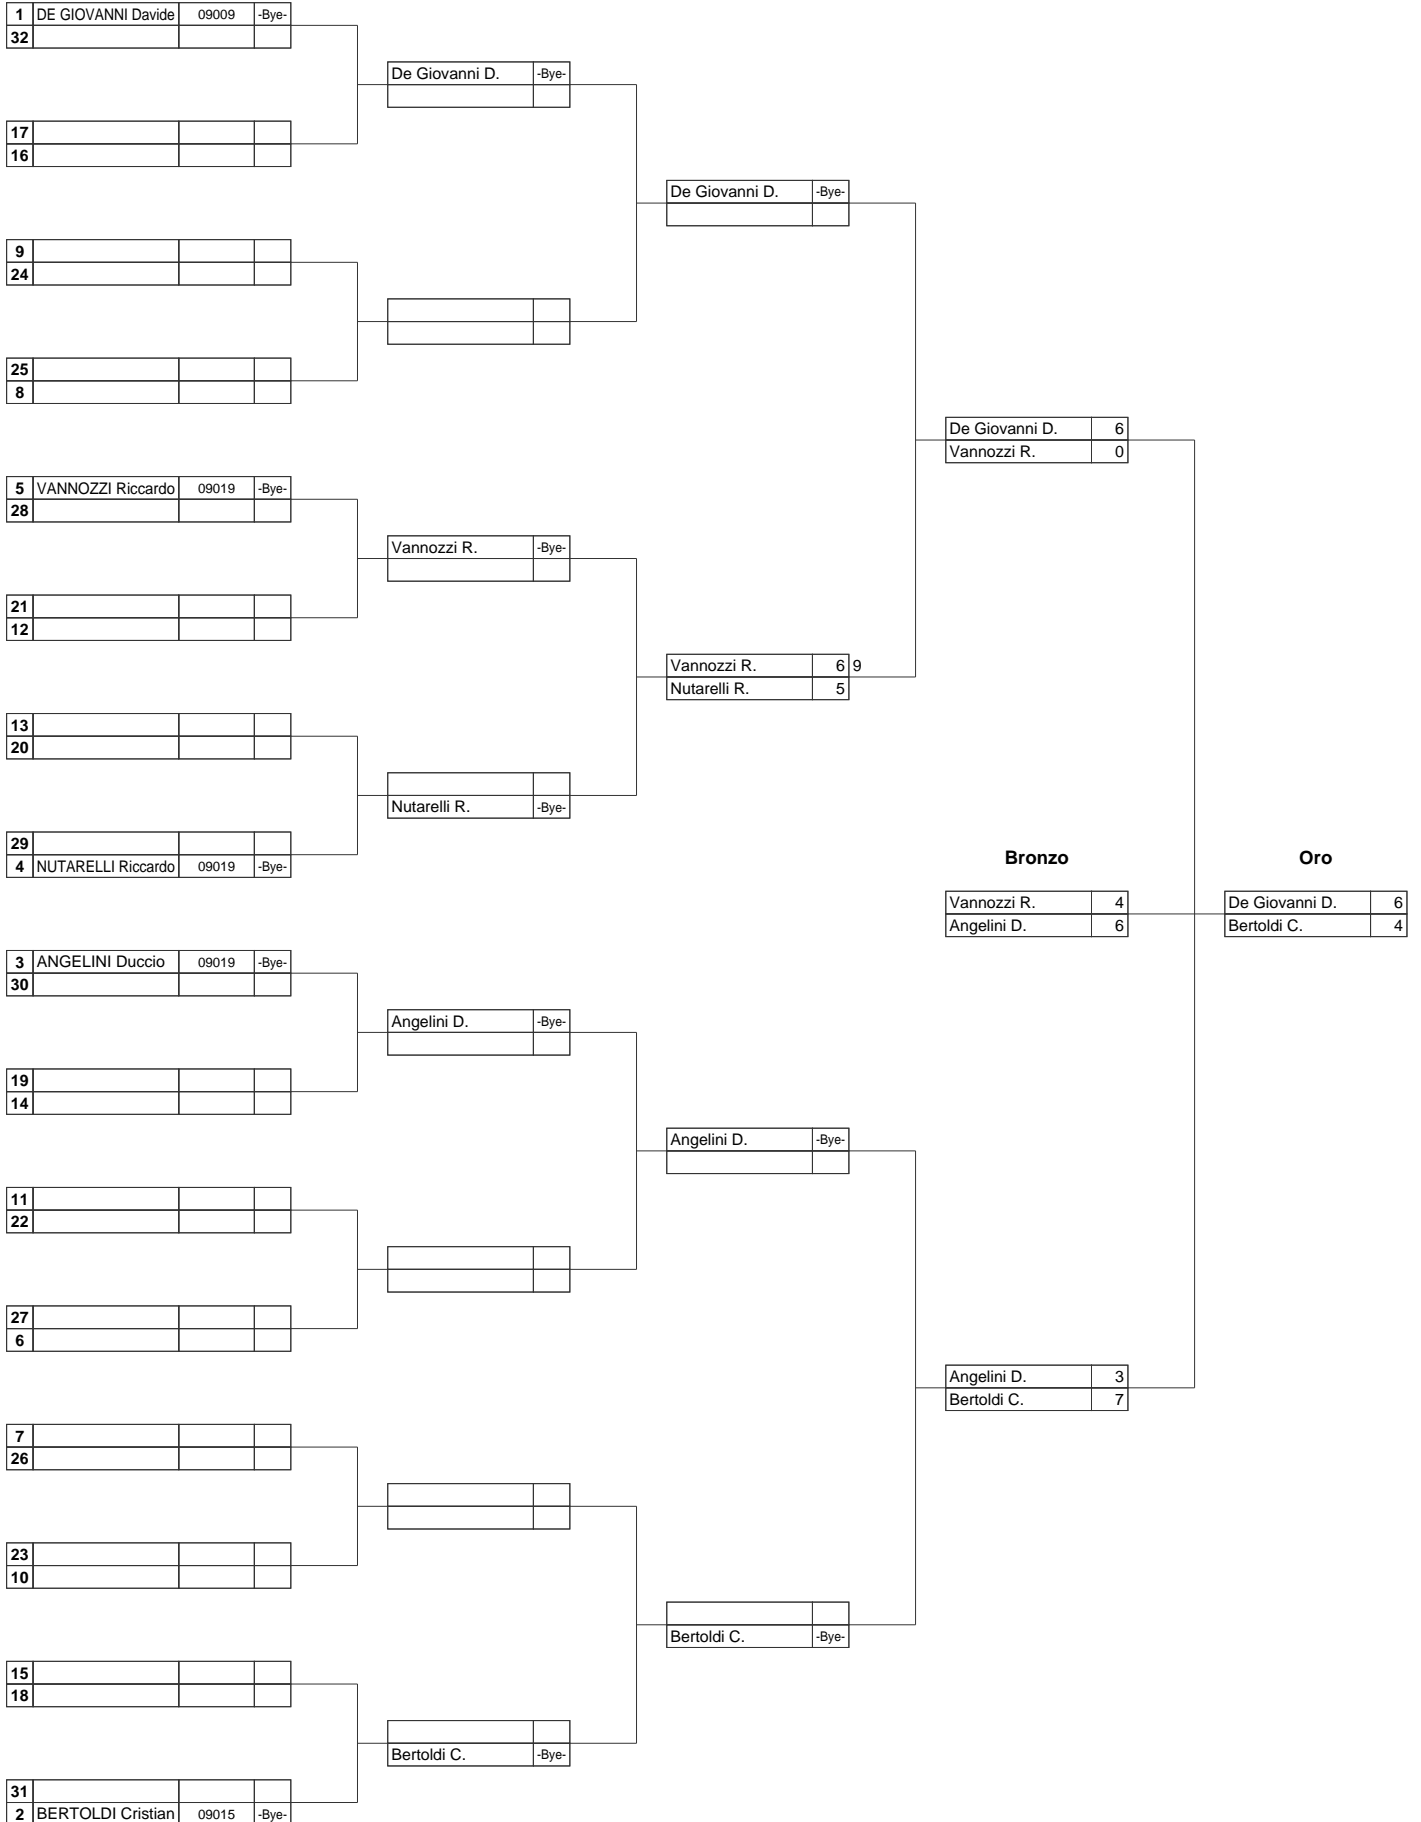 1 DE GIOVANNI Davide 09009 -Bye-
32
De Giovanni D. -Bye-
17
16
De Giovanni D. -Bye-
9
24
25
8
De Giovanni D. 6
Vannozzi R. 0
5 VANNOZZI Riccardo 09019 -Bye-
28
Vannozzi R. -Bye-
21
12
Vannozzi R. 6 9
Nutarelli R. 5
13
20
Nutarelli R. -Bye-
29
4 NUTARELLI Riccardo 09019 -Bye-
Bronzo Oro
Vannozzi R. 4 De Giovanni D. 6
Angelini D. 6 Bertoldi C. 4
3 ANGELINI Duccio 09019 -Bye-
30
Angelini D. -Bye-
19
14
Angelini D. -Bye-
11
22
27
6
Angelini D. 3
Bertoldi C. 7
7
26
23
10
Bertoldi C. -Bye-
15
18
Bertoldi C. -Bye-
31
2 BERTOLDI Cristian 09015 -Bye-